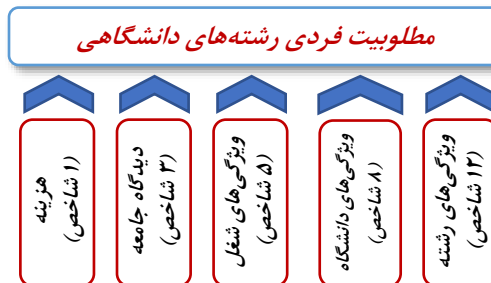 مطلوبیت فردی رشته‌های دانشگاهی
ویژگی‌های رشته
(۱۲ شاخص)
ویژگی‌های دانشگاه
(۸ شاخص)
ویژگی‌های شغل
(۵ شاخص)
دیدگاه جامعه
(۳ شاخص)
هزینه
(۱ شاخص)